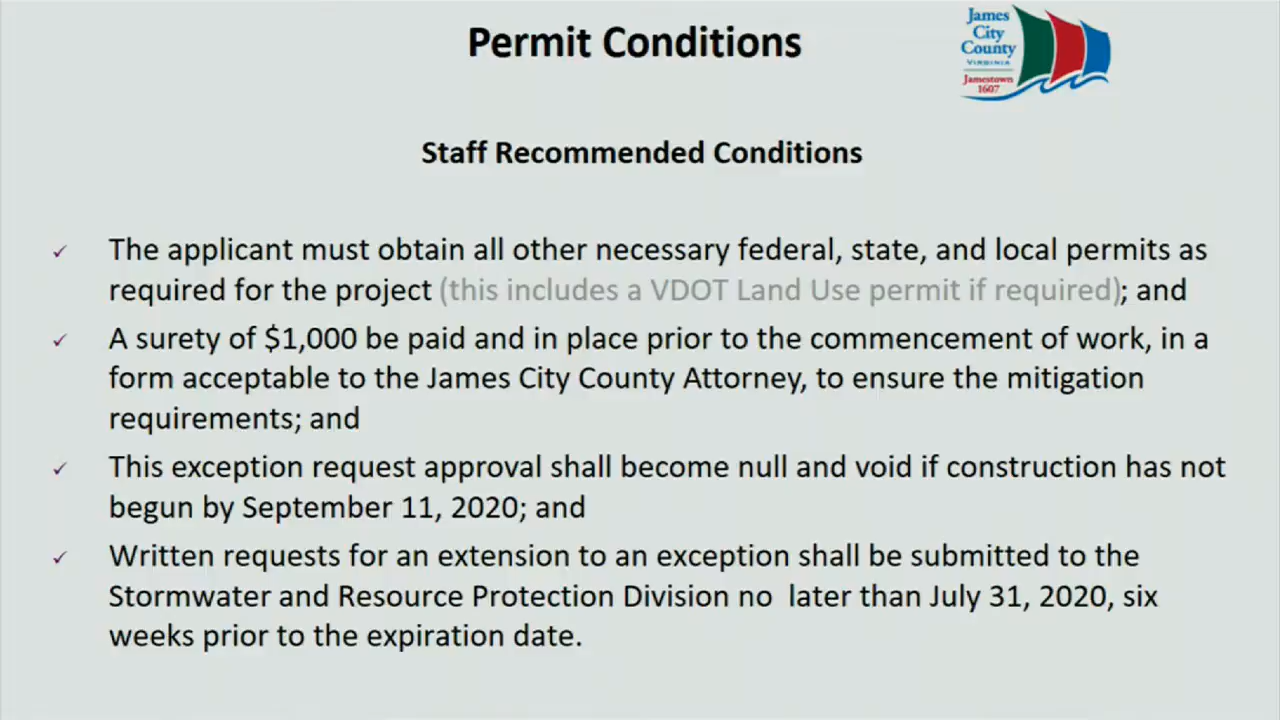 Permit Conditions
James
City
County
VIRGINIA
Jamestown
1607
Staff Recommended Conditions
✓ The applicant must obtain all other necessary federal, state, and local permits as
required for the project (this includes a VDOT Land Use permit if required); and
✓ A surety of $1,000 be paid and in place prior to the commencement of work, in a
form acceptable to the James City County Attorney, to ensure the mitigation
requirements; and
✓ This exception request approval shall become null and void if construction has not
begun by September 11, 2020; and
✓ Written requests for an extension to an exception shall be submitted to the
Stormwater and Resource Protection Division no later than July 31, 2020, six
weeks prior to the expiration date.